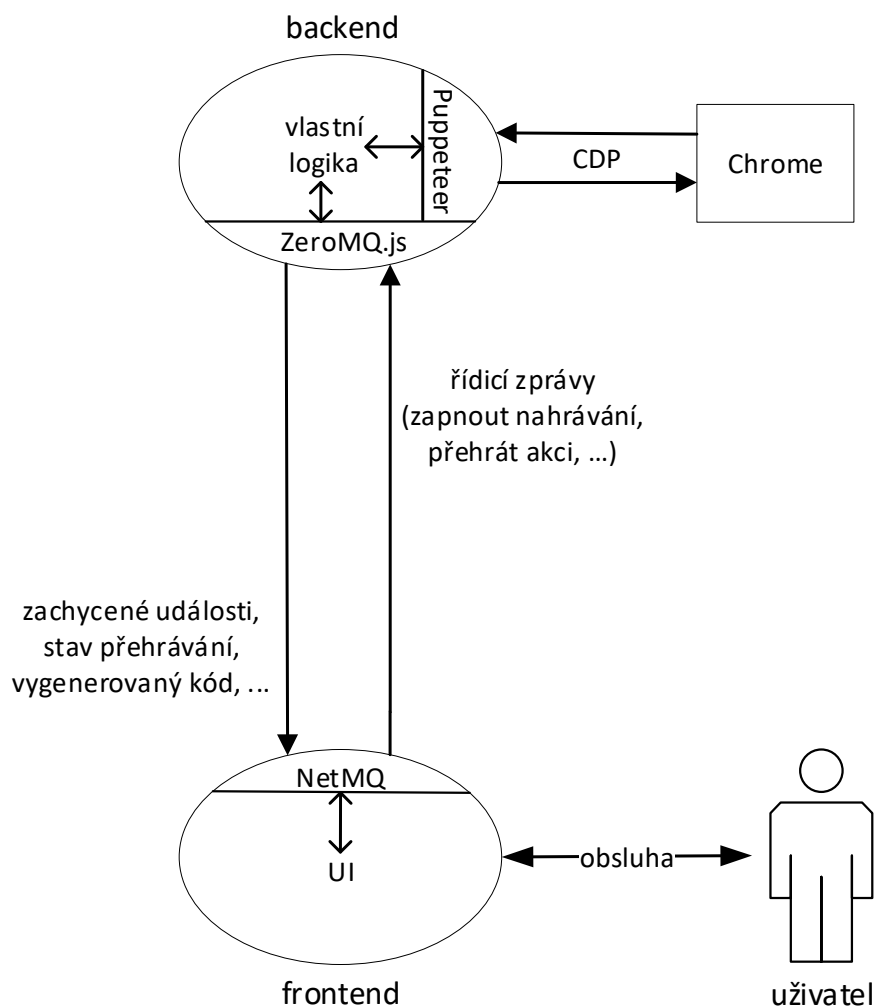 backend
vlastní
logika
Puppeteer
ZeroMQ.js
CDP
Chrome
řídicí zprávy
(zapnout nahrávání,
přehrát akci, ...)
zachycené události,
stav přehrávání,
vygenerovaný kód, ...
NetMQ
UI
obsluha
frontend
uživatel